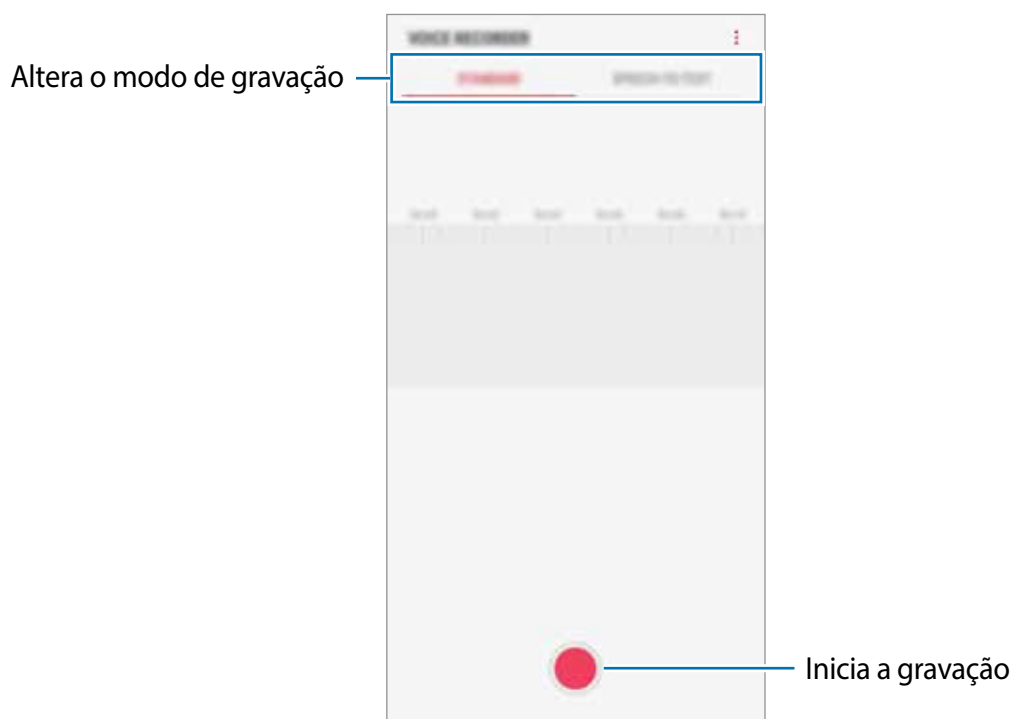 VOICE RECORDER
Altera o modo de gravação
STANDARD SPEECH-TO-TEXT
Inicia a gravação